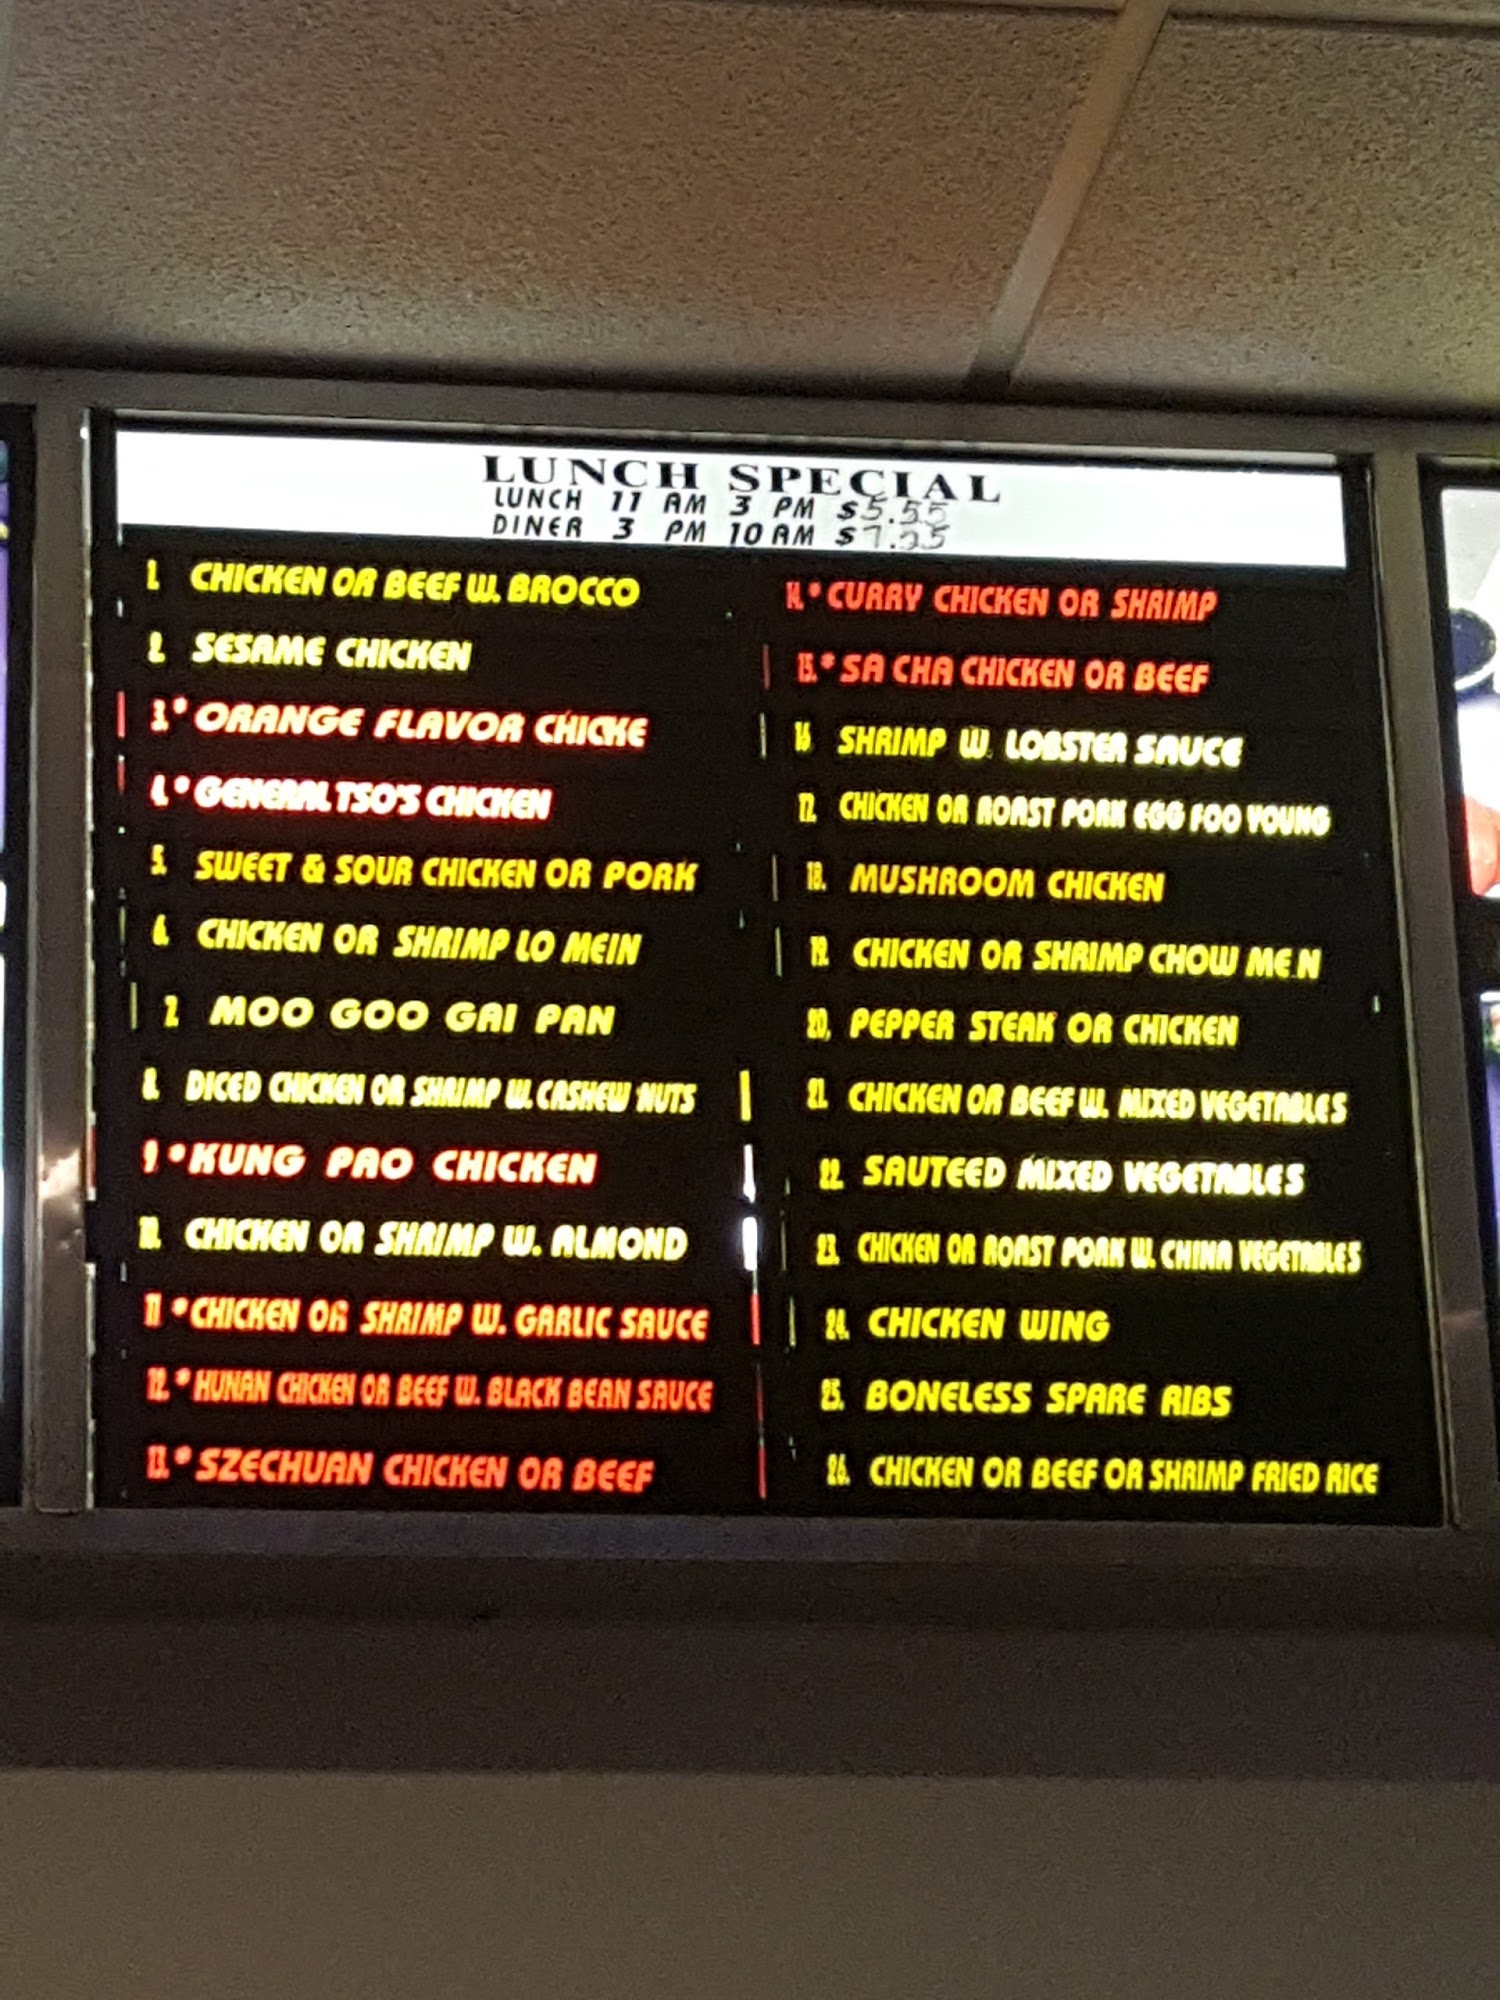 LUNCH SPECIAL
LUNCH 11 AM 3 PM $5.55
DINER 3 PM 10 AM $7.25
1. CHICKEN OR BEEF W. BROCCO
2. SESAME CHICKEN
3.* ORANGE FLAVOR CHICKE
4.* GENERAL TSO'S CHICKEN
5. SWEET & SOUR CHICKEN OR PORK
6. CHICKEN OR SHRIMP LO MEIN
7. MOO GOO GAI PAN
8. DICED CHICKEN OR SHRIMP W. CASHEW NUTS
9 * KUNG PAO CHICKEN
10. CHICKEN OR SHRIMP W. ALMOND
11 * CHICKEN OR SHRIMP W. GARLIC SAUCE
12. * HUNAN CHICKEN OR BEEF W. BLACK BEAN SAUCE
13. * SZECHUAN CHICKEN OR BEEF
14. * CURRY CHICKEN OR SHRIMP
15. * SA CHA CHICKEN OR BEEF
16 SHRIMP W. LOBSTER SAUCE
17. CHICKEN OR ROAST PORK EGG FOO YOUNG
18. MUSHROOM CHICKEN
19. CHICKEN OR SHRIMP CHOW ME N
20. PEPPER STEAK OR CHICKEN
21. CHICKEN OR BEEF W. MIXED VEGETABLES
22. SAUTEED MIXED VEGETABLES
23. CHICKEN OR ROAST PORK W. CHINA VEGETABLES
24. CHICKEN WING
25. BONELESS SPARE RIBS
26. CHICKEN OR BEEF OR SHRIMP FRIED RICE